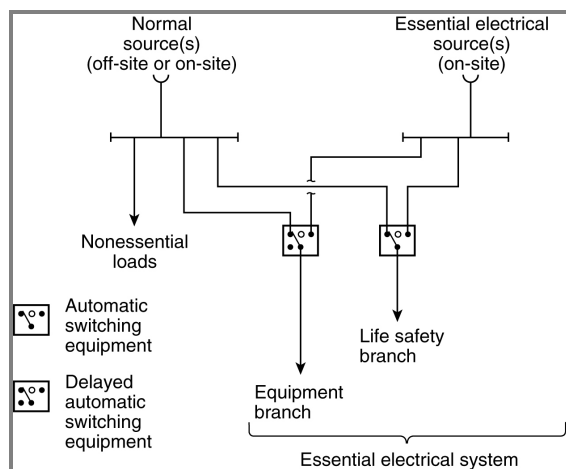 Normal
source(s)
(off-site or on-site)
Essential electrical
source(s)
(on-site)
Nonessential
loads
Automatic
switching
equipment
Life safety
branch
Delayed
automatic
switching
equipment
Equipment
branch
Essential electrical system